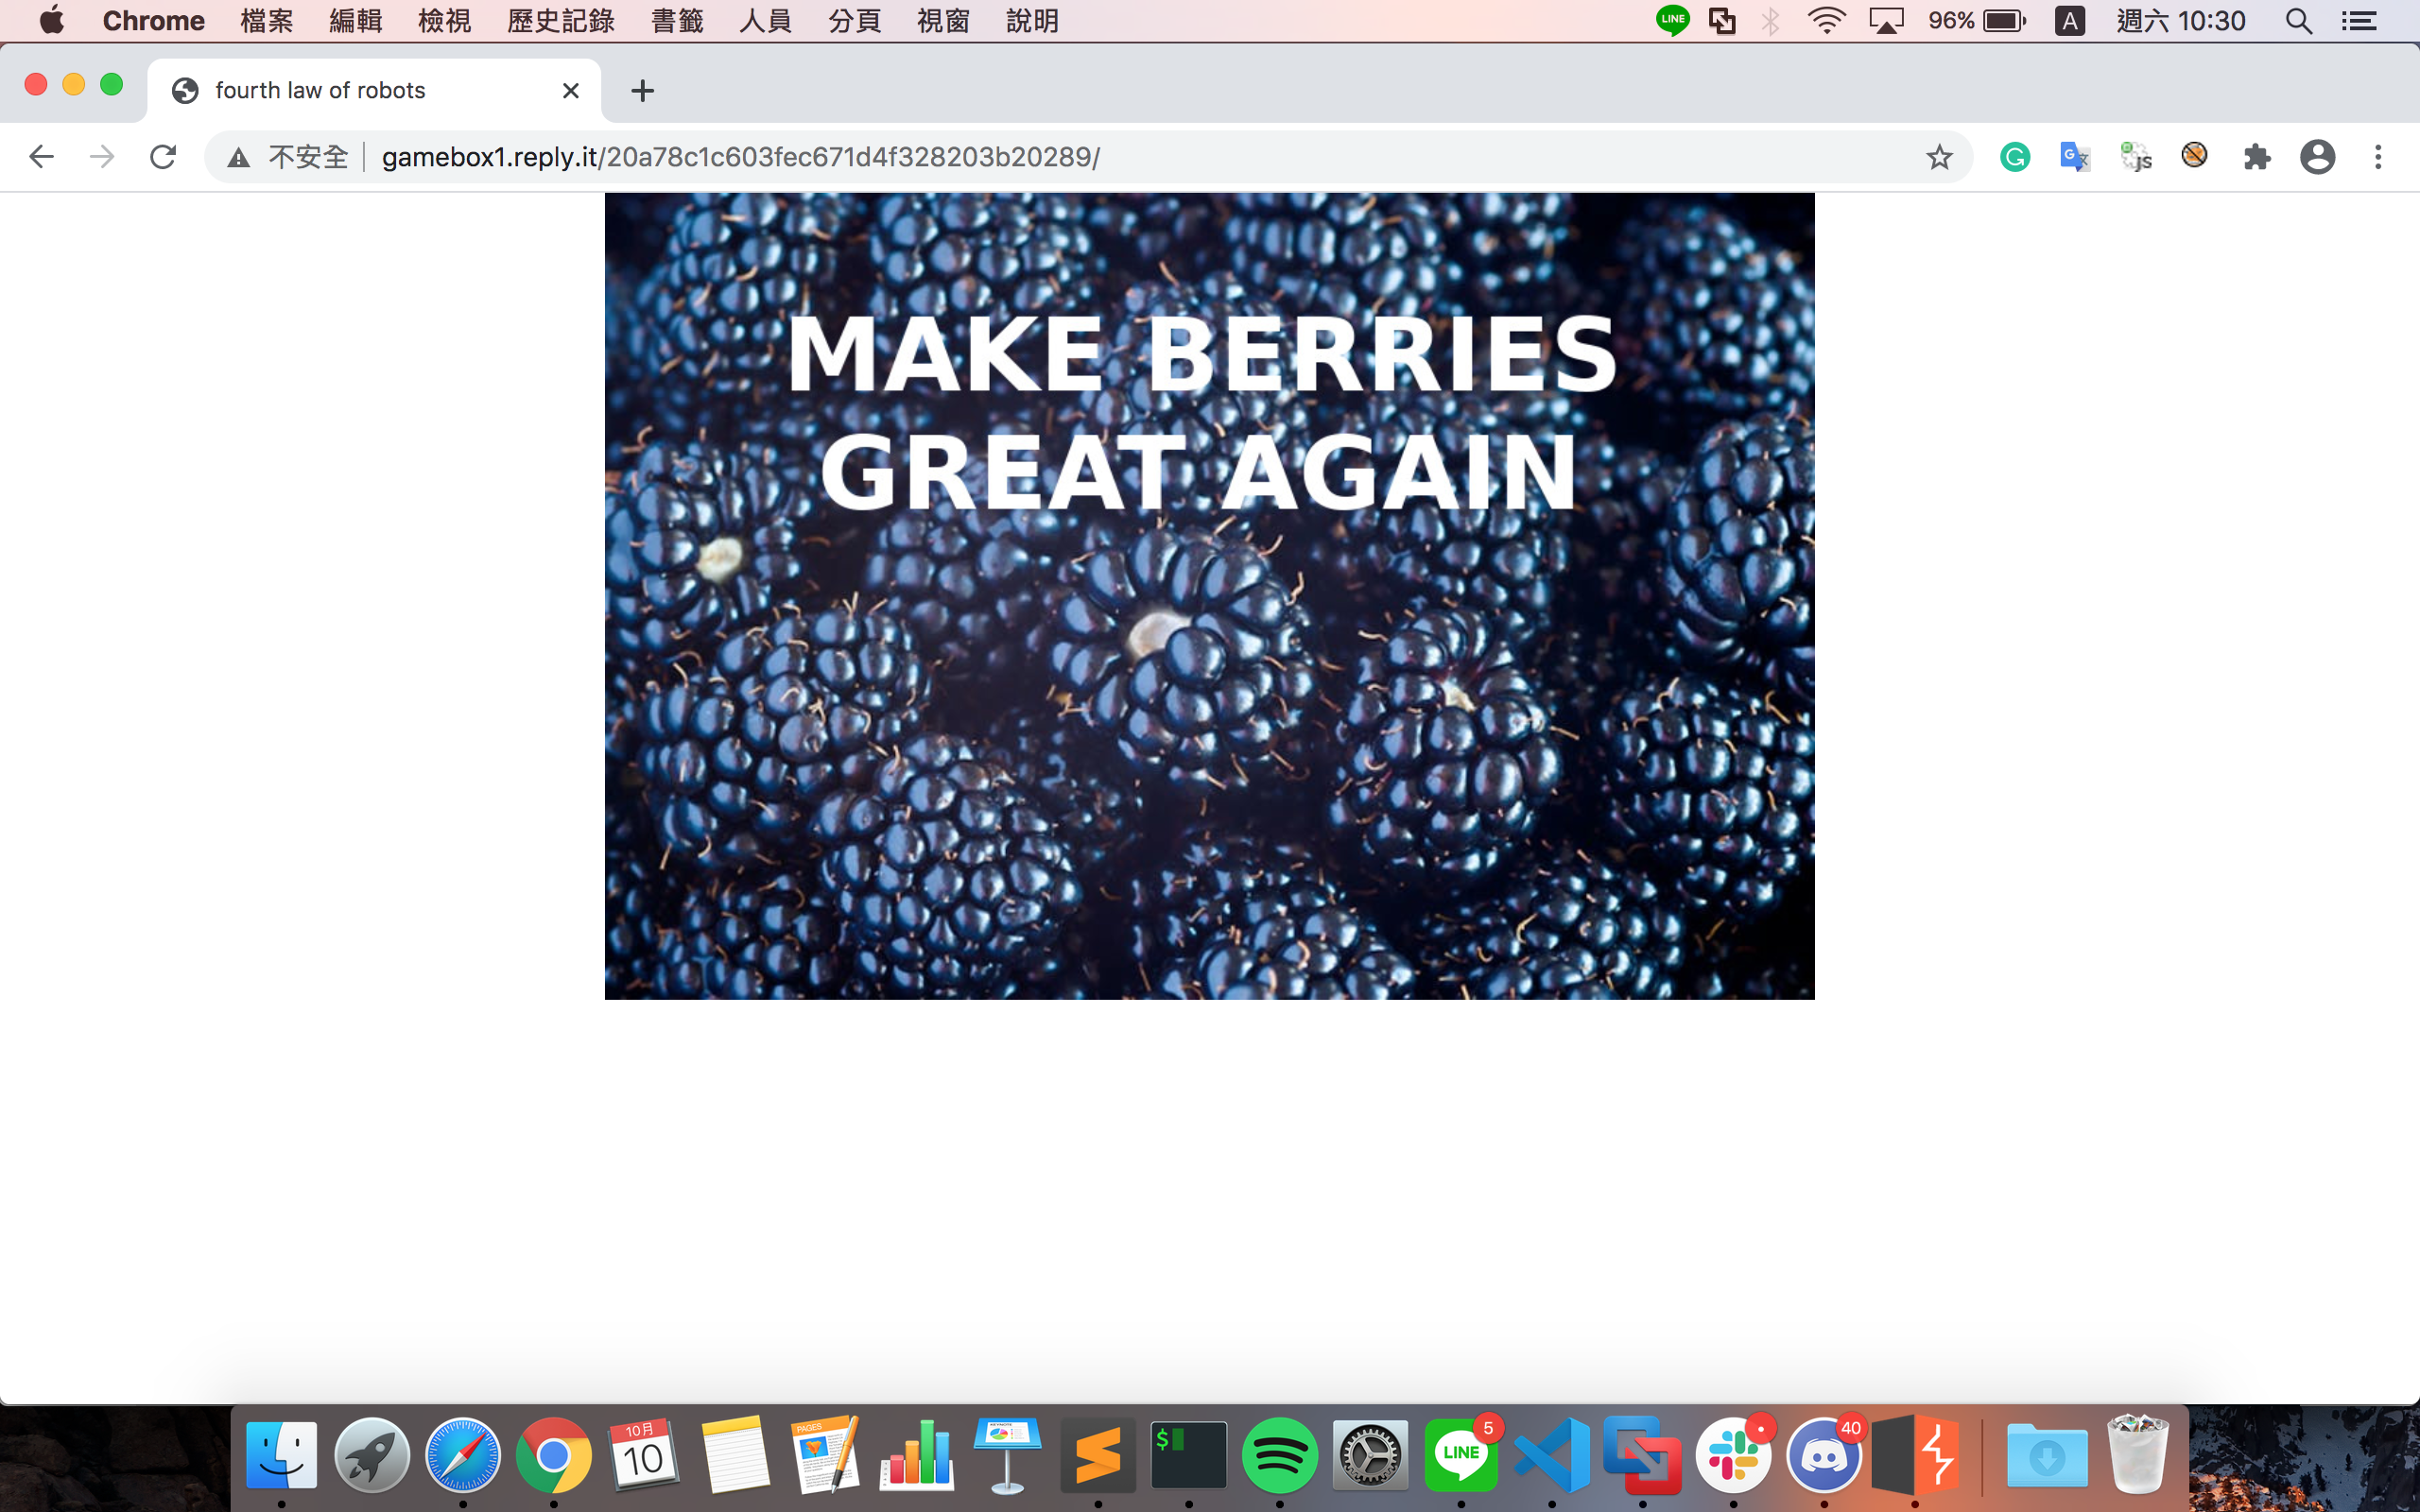 Chrome 檔案 編輯 檢視 歷史記錄 書籤 人員 分頁 視窗 說明 LINE 96% A 週六 10:30
fourth law of robots
不安全 gamebox1.reply.it/20a78c1c603fec671d4f328203b20289/
G JS
MAKE BERRIES
GREAT AGAIN
10月
10
PAGES
KEYNOTE
$
LINE
5
40